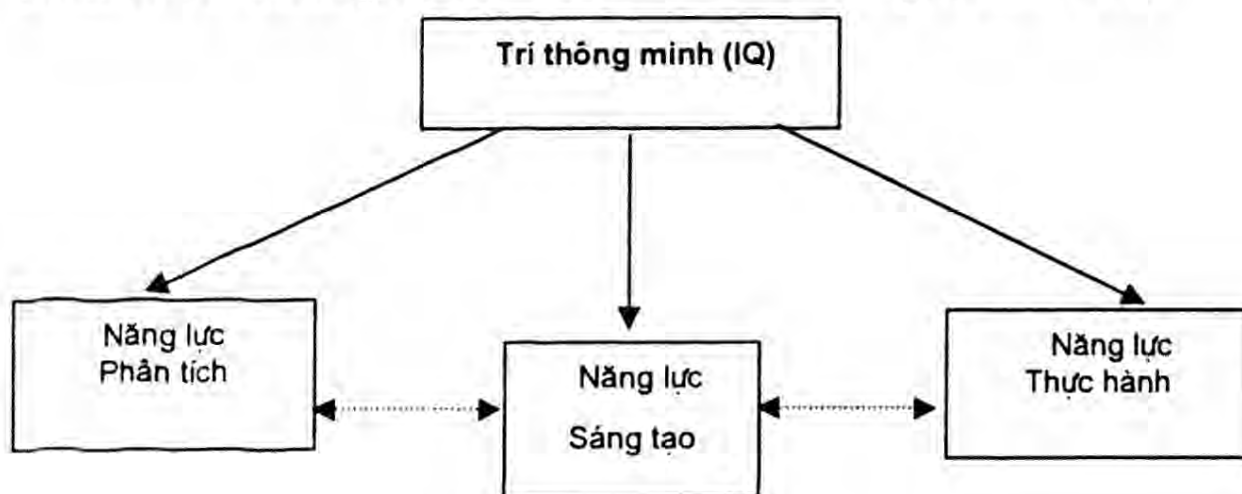 Trí thông minh (IQ)
Năng lực
Phân tích
Năng lực
Sáng tạo
Năng lực
Thực hành